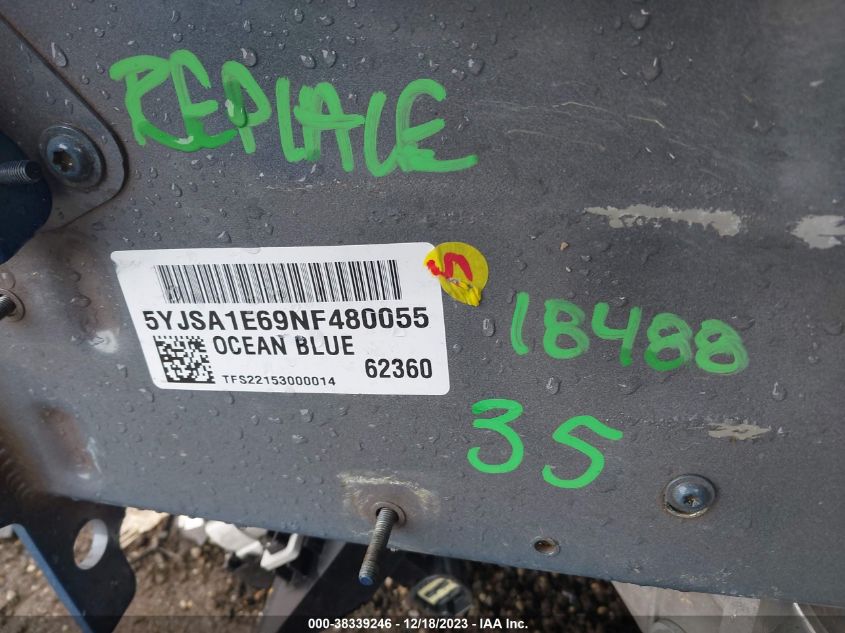 REPLACE
5YJSA1E69NF480055
OCEAN BLUE
62360
TFS22153000014
S
18488
35
000-38339246 - 12/18/2023 - IAA Inc.